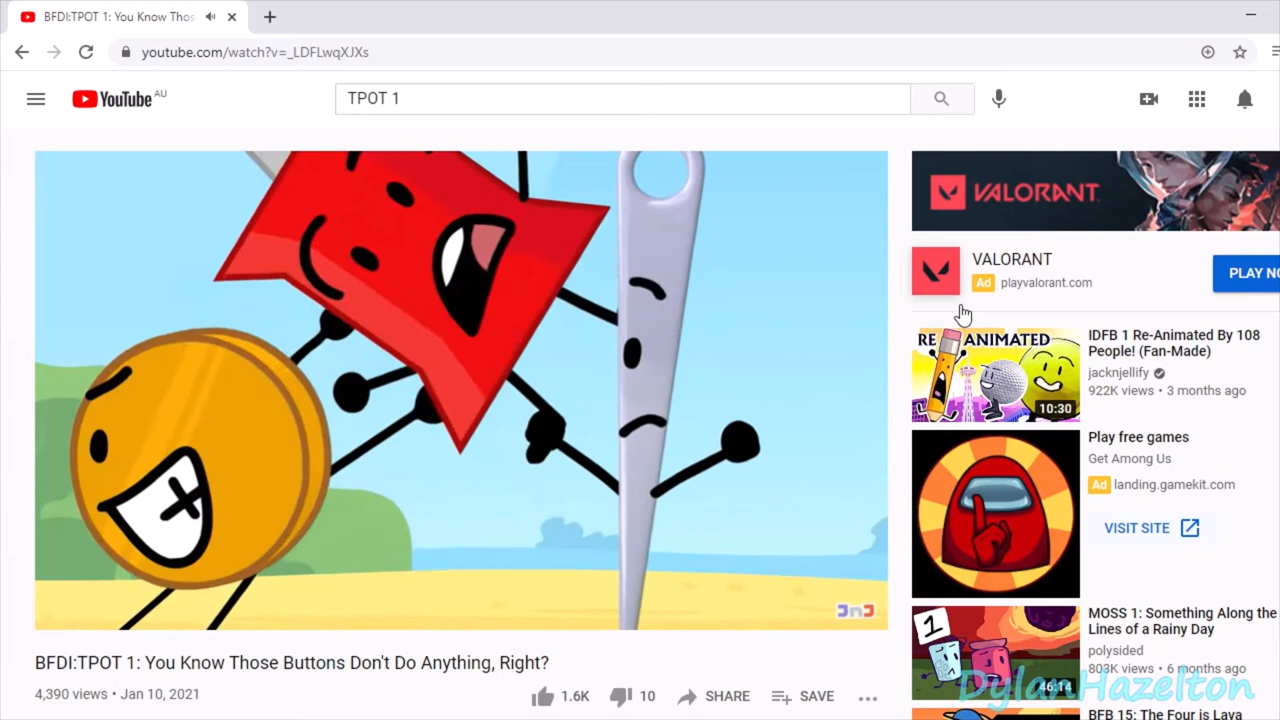 BFDI:TPOT 1: You Know Thos
youtube.com/watch?v=_LDFLwqXJXs
YouTube AU
TPOT 1
VALORANT
VALORANT
Ad playvalorant.com
PLAY NO
RE ANIMATED
10:30
IDFB 1 Re-Animated By 108
People! (Fan-Made)
jacknjellify
922K views • 3 months ago
Play free games
Get Among Us
Ad landing.gamekit.com
VISIT SITE
1
46:14
MOSS 1: Something Along the
Lines of a Rainy Day
polysided
803K views • 6 months ago
BFB 15: The Four is Lava
BFDI:TPOT 1: You Know Those Buttons Don't Do Anything, Right?
4,390 views • Jan 10, 2021
1.6K
10
SHARE
SAVE
DylanHazelton